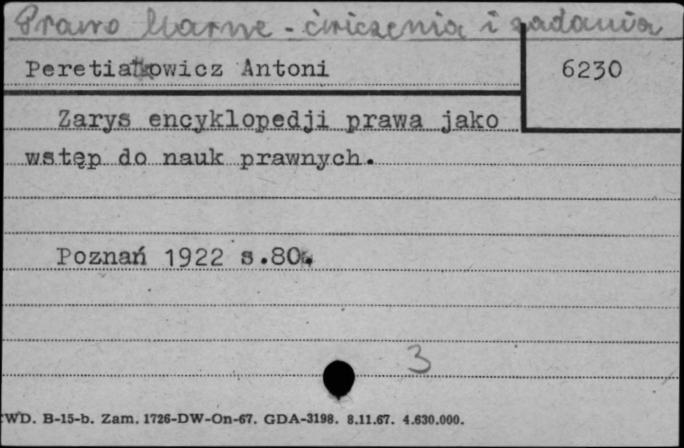 Prawo karne - ćwiczenia i zadania
Peretiatkowicz Antoni
6230
Zarys encyklopedji prawa jako
wstęp do nauk prawnych.
Poznań 1922 s.80.
3
WD. B-15-b. Zam. 1726-DW-On-67. GDA-3198. 8.11.67. 4.630.000.